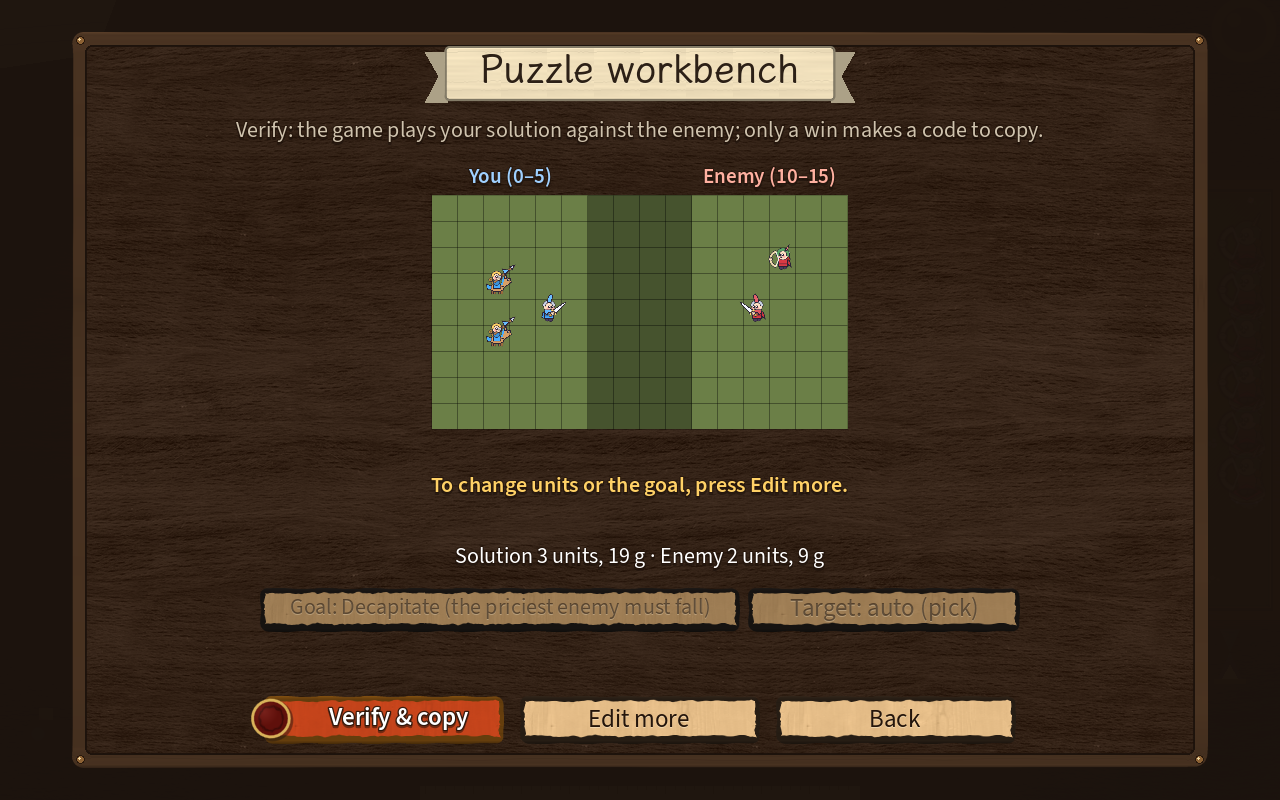 Puzzle workbench
Verify: the game plays your solution against the enemy; only a win makes a code to copy.
You (0–5)
Enemy (10–15)
To change units or the goal, press Edit more.
Solution 3 units, 19 g · Enemy 2 units, 9 g
Goal: Decapitate (the priciest enemy must fall)
Target: auto (pick)
Verify & copy
Edit more
Back